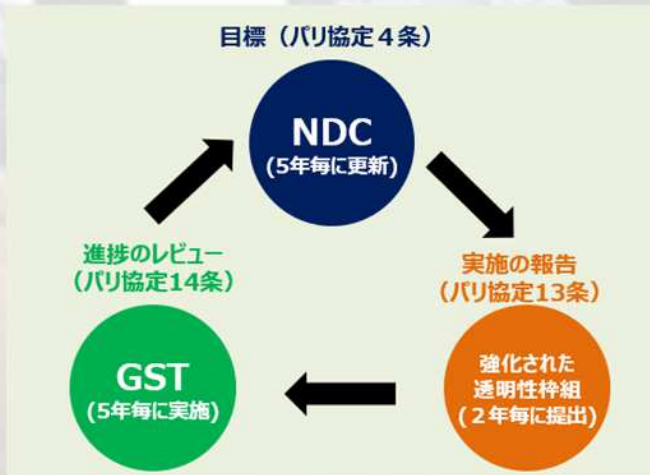 目標（パリ協定４条）
NDC
(5年毎に更新)
実施の報告
（パリ協定13条）
強化された
透明性枠組
(２年毎に提出)
進捗のレビュー
（パリ協定14条）
GST
(5年毎に実施)